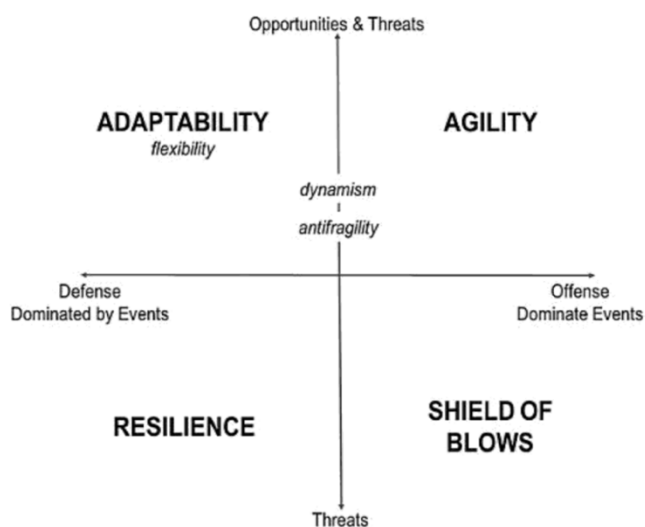 Opportunities & Threats
ADAPTABILITY
flexibility
AGILITY
dynamism
antifragility
Defense
Dominated by Events
Offense
Dominate Events
RESILIENCE
SHIELD OF
BLOWS
Threats